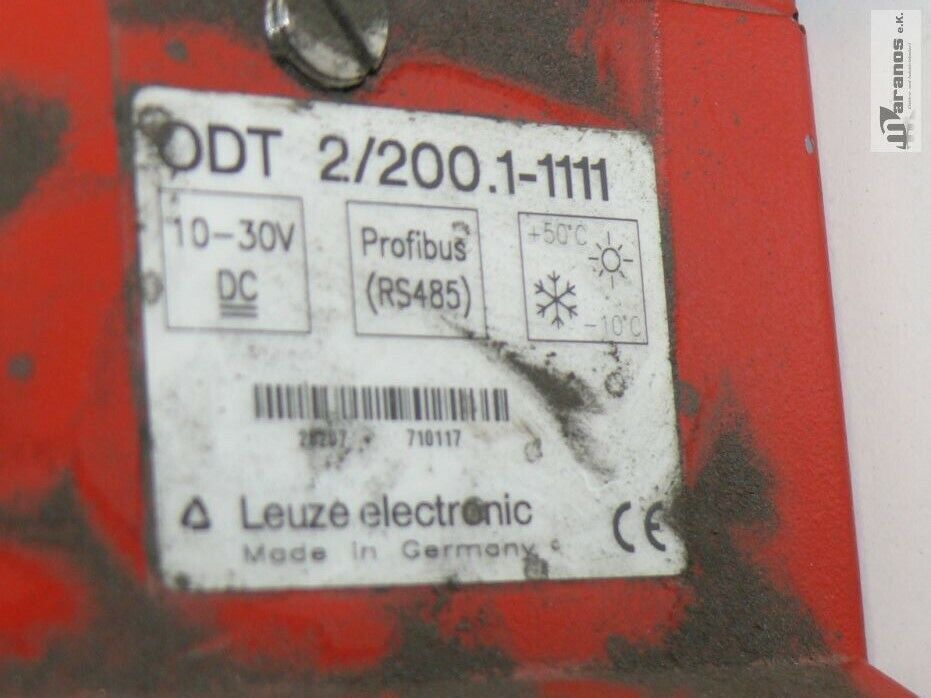 ODT 2/200.1-1111
10-30V
DC
Profibus
(RS485)
+50°C
-10°C
710117
Leuze electronic
Made in Germany
CE
Maranos e.K.